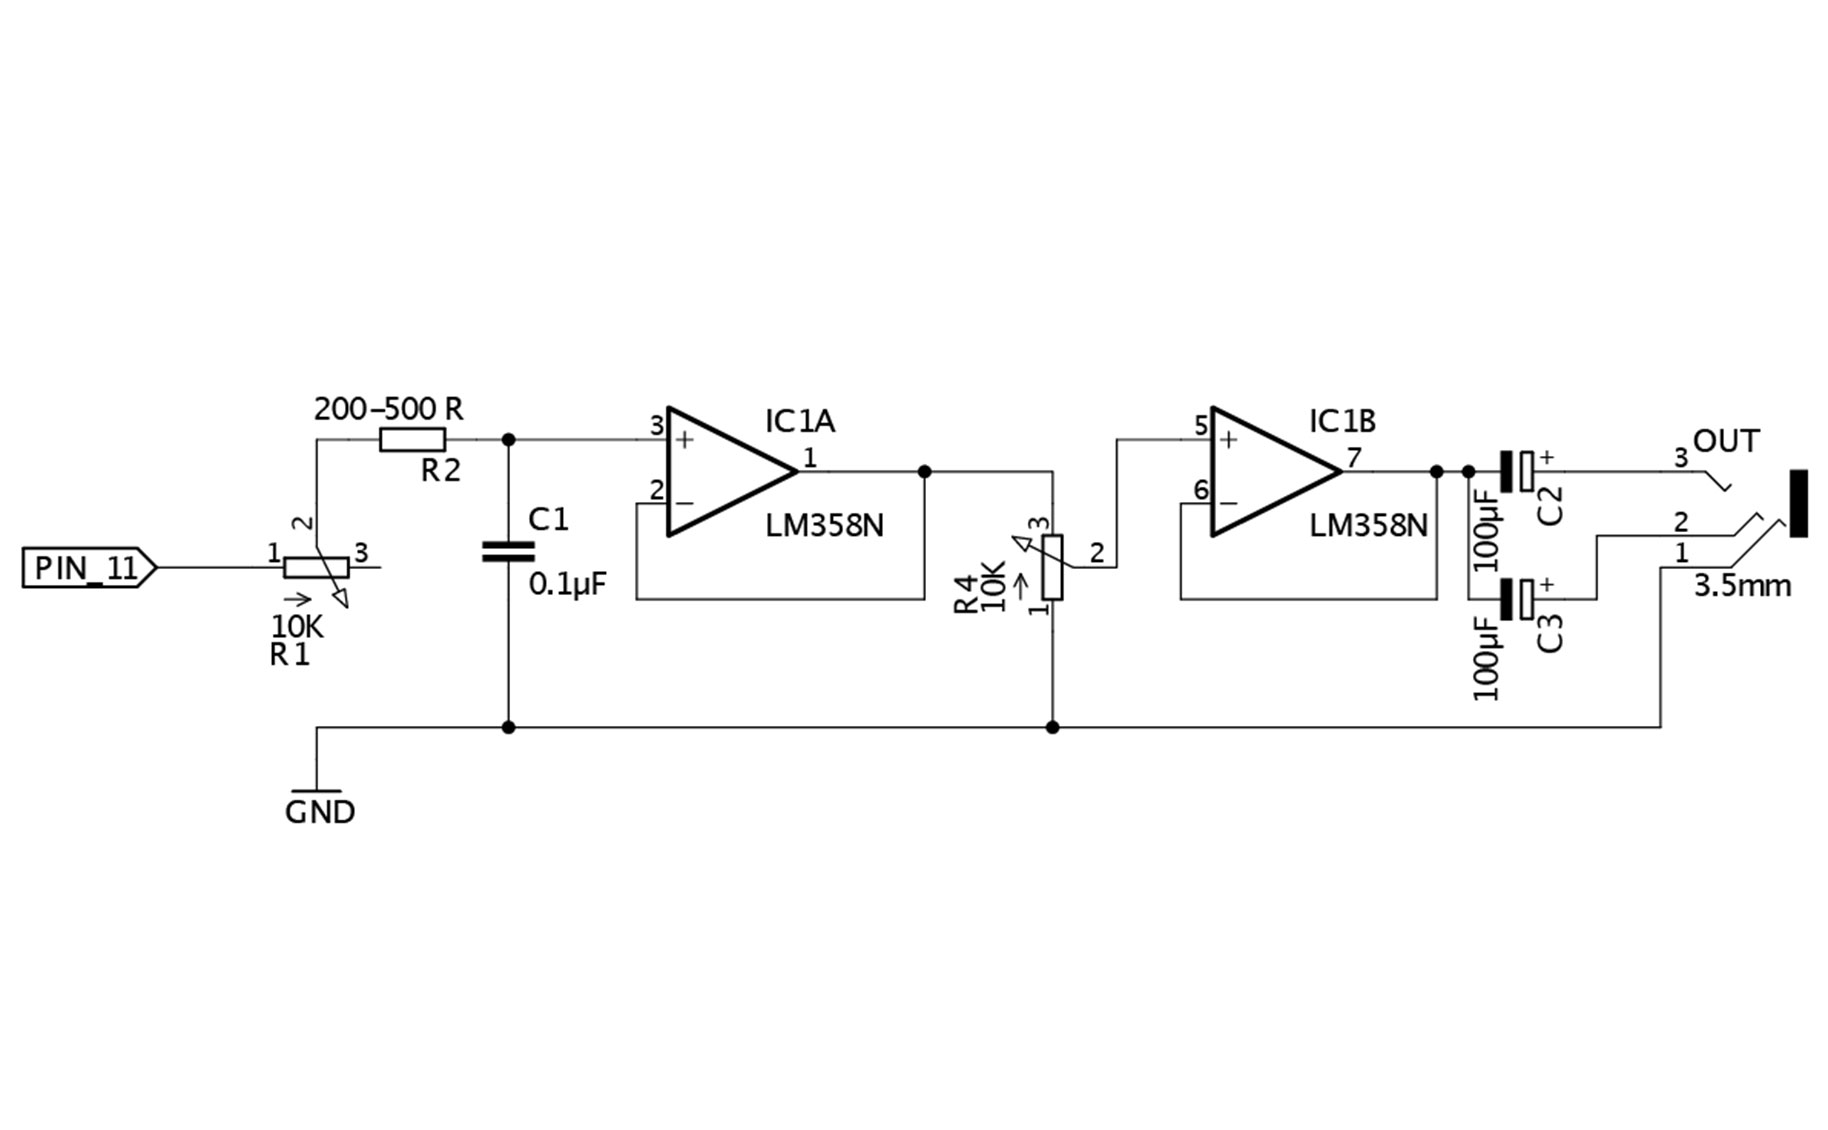 200-500 R
R2
PIN_11
1
2
3
10K
R1
C1
0.1µF
3
+
2
−
IC1A
1
LM358N
3
2
1
R4
10K
5
+
6
−
IC1B
7
LM358N
100µF
+
C2
100µF
+
C3
OUT
3
2
1
3.5mm
GND